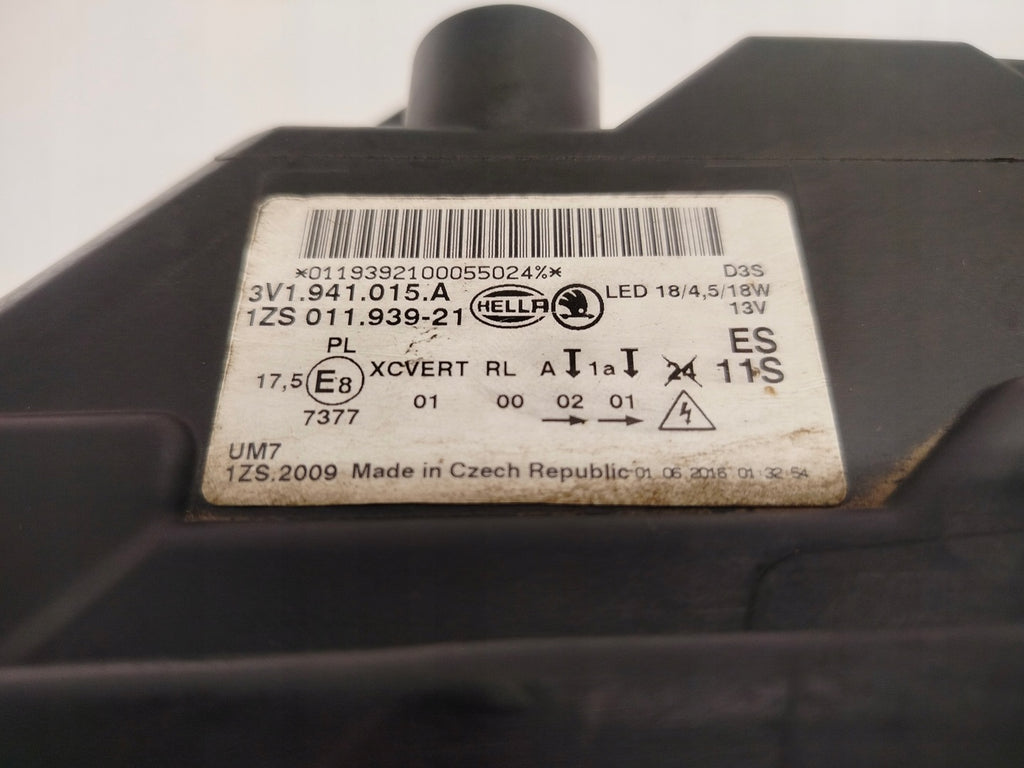 *0119392100055024%*
D3S
3V1.941.015.A
HELLA
LED 18/4,5/18W
1ZS 011.939-21
13V
PL
ES
17,5 E8 XCVERT RL A 1a 24 11S
7377 01 00 02 01
UM7
1ZS.2009 Made in Czech Republic 01 06 2016 01:32:54